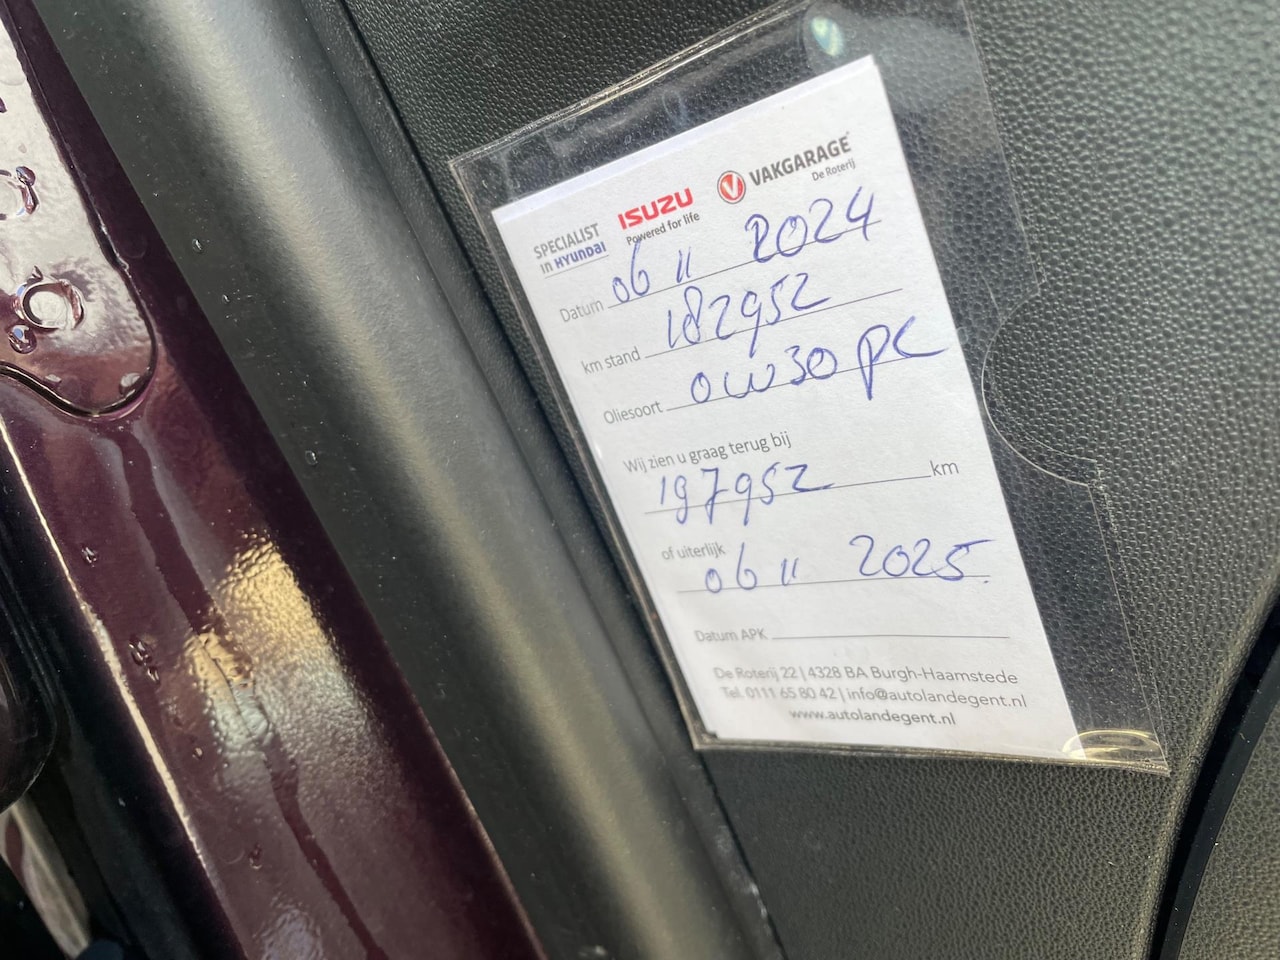 SPECIALIST
in HYUNDAI
ISUZU
Powered for life
VAKGARAGE
De Roterij
Datum 06 11 2024
km stand 182952
Oliesoort 0W30 PC
Wij zien u graag terug bij
197952 km
of uiterlijk
06 11 2025.
Datum APK
De Roterij 22 | 4328 BA Burgh-Haamstede
Tel. 0111 65 80 42 | info@autolandegent.nl
www.autolandegent.nl